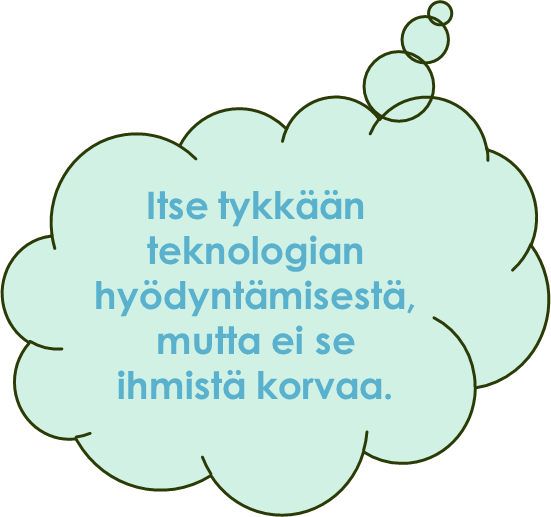 Itse tykkään
teknologian
hyödyntämisestä,
mutta ei se
ihmistä korvaa.